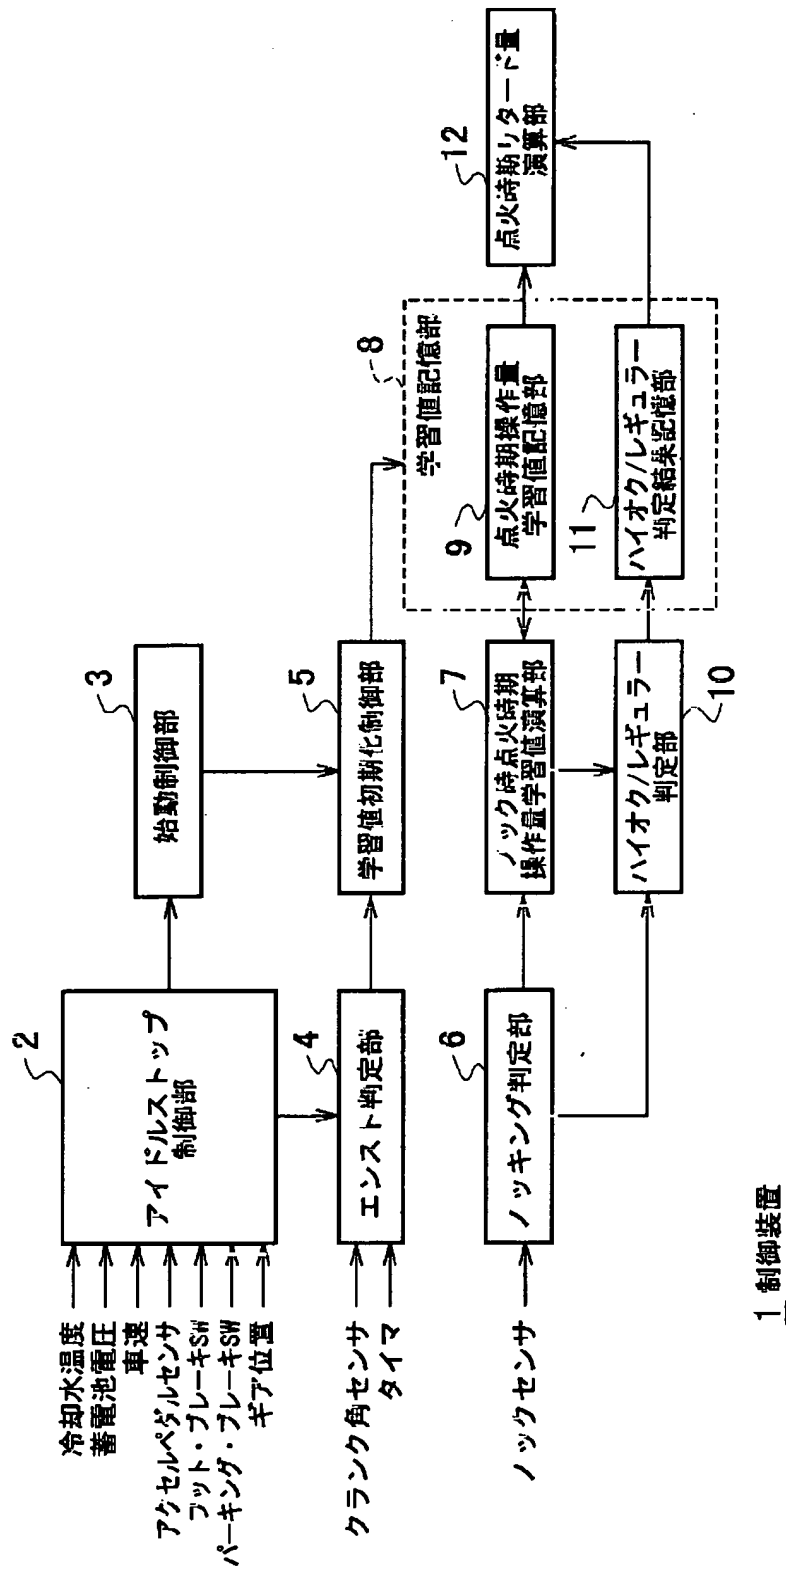 冷却水温度
蓄電池電圧
車速
アクセルペダルセンサ
フット・ブレーキSW
パーキング・ブレーキSW
ギア位置
2
アイドルストップ
制御部
3
始動制御部
クランク角センサ
タイマ
4
エンスト判定部
5
学習値初期化制御部
8
学習値記憶部
ノックセンサ
6
ノッキング判定部
7
ノック時点火時期
操作量学習値演算部
9
点火時期操作量
学習値記憶部
12
点火時期リタード量
演算部
10
ハイオク/レギュラー
判定部
11
ハイオク/レギュラー
判定結果記憶部
1 制御装置